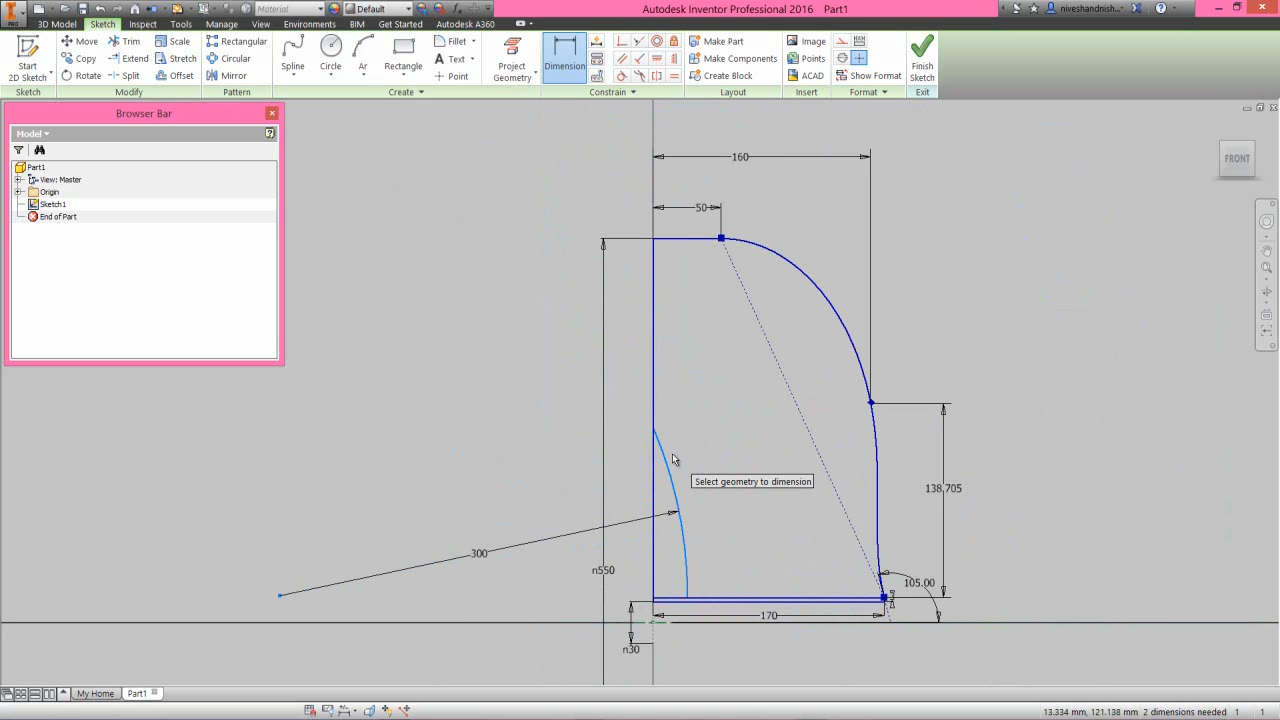 PRO
Material
Default
Autodesk Inventor Professional 2016 Part1
niveshandnish...
3D Model Sketch Inspect Tools Manage View Environments BIM Get Started Autodesk A360
Start
2D Sketch
Sketch
Move Trim Scale
Stretch
Split Offset
Modify
Rectangular
Circular
Mirror
Pattern
Spline Circle Rectangle
Fillet
Text
Point
Create
Project
Geometry
Dimension
Constrain
Make Part
Make Components
Create Block
Layout
Image
Points
ACAD
Insert
Show Format
Format
Finish
Sketch
Exit
Browser Bar
Model
Part1
View: Master
Origin
Sketch1
End of Part
FRONT
160
50
Select geometry to dimension
138.705
300
n550
105.00
170
n30
My Home Part1
13.334 mm, 121.138 mm 2 dimensions needed 1 1